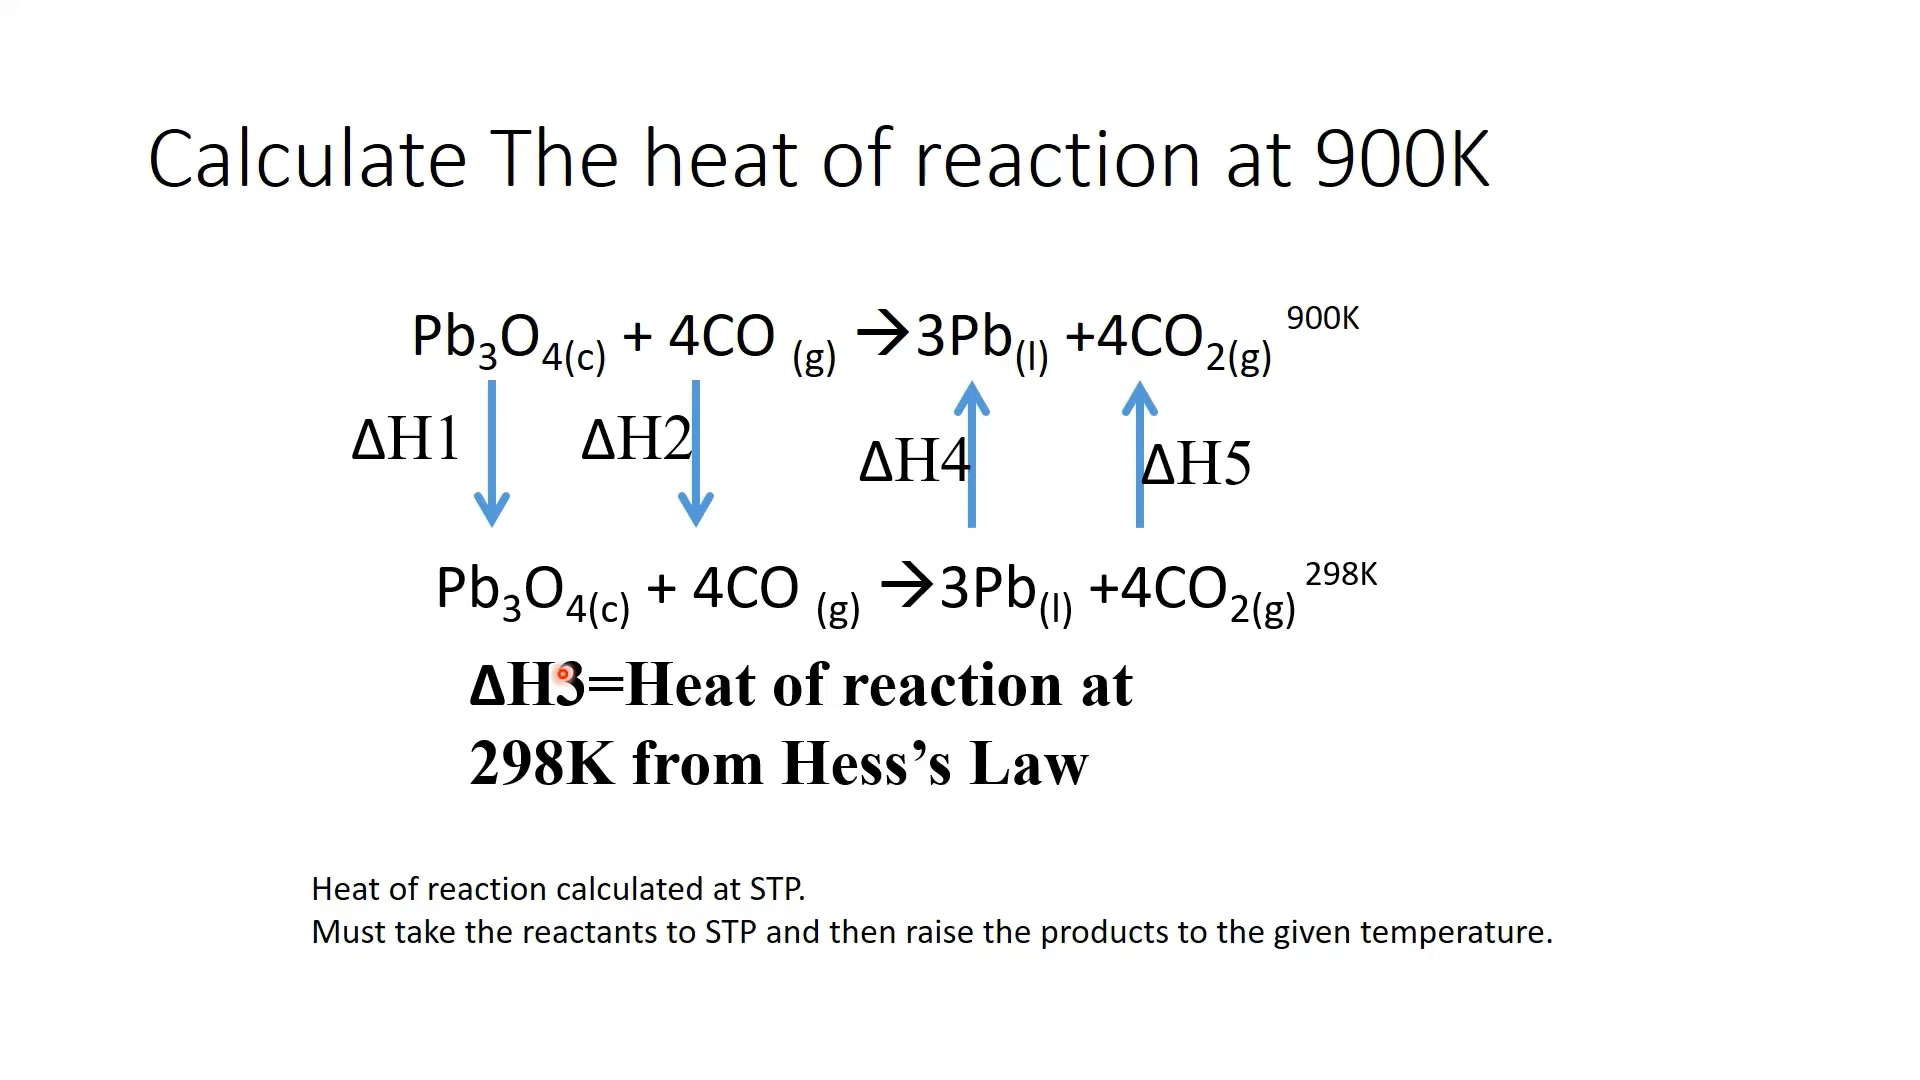 Calculate The heat of reaction at 900K
Pb₃O₄₍c₎ + 4CO ₍g₎ →3Pb₍l₎ +4CO₂₍g₎ ⁹⁰⁰ᴷ
ΔH1 ΔH2 ΔH4 ΔH5
Pb₃O₄₍c₎ + 4CO ₍g₎ →3Pb₍l₎ +4CO₂₍g₎ ²⁹⁸ᴷ
ΔH3=Heat of reaction at
298K from Hess’s Law
Heat of reaction calculated at STP.
Must take the reactants to STP and then raise the products to the given temperature.